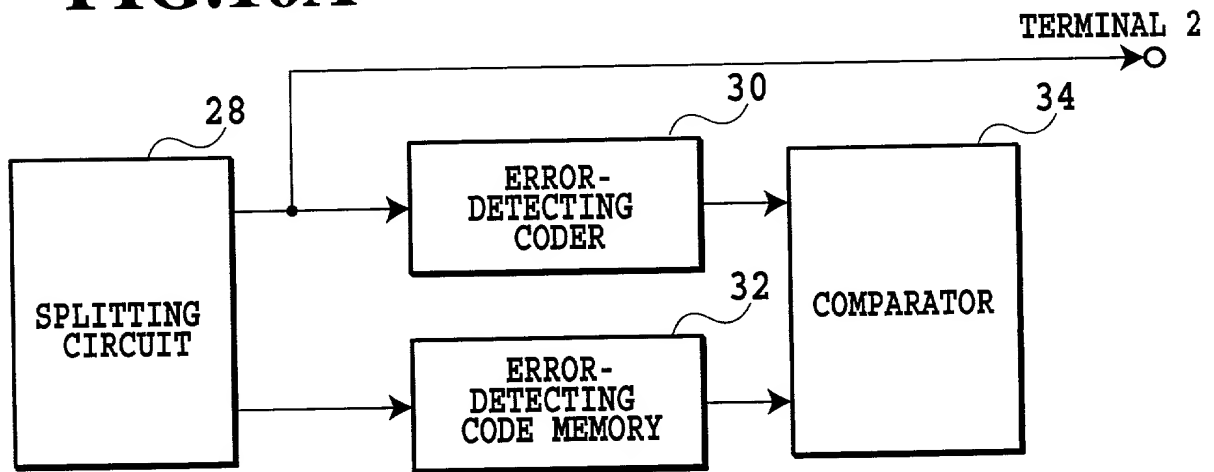 TERMINAL 2
28
30
34
ERROR-
DETECTING
CODER
SPLITTING
CIRCUIT
32
COMPARATOR
ERROR-
DETECTING
CODE MEMORY